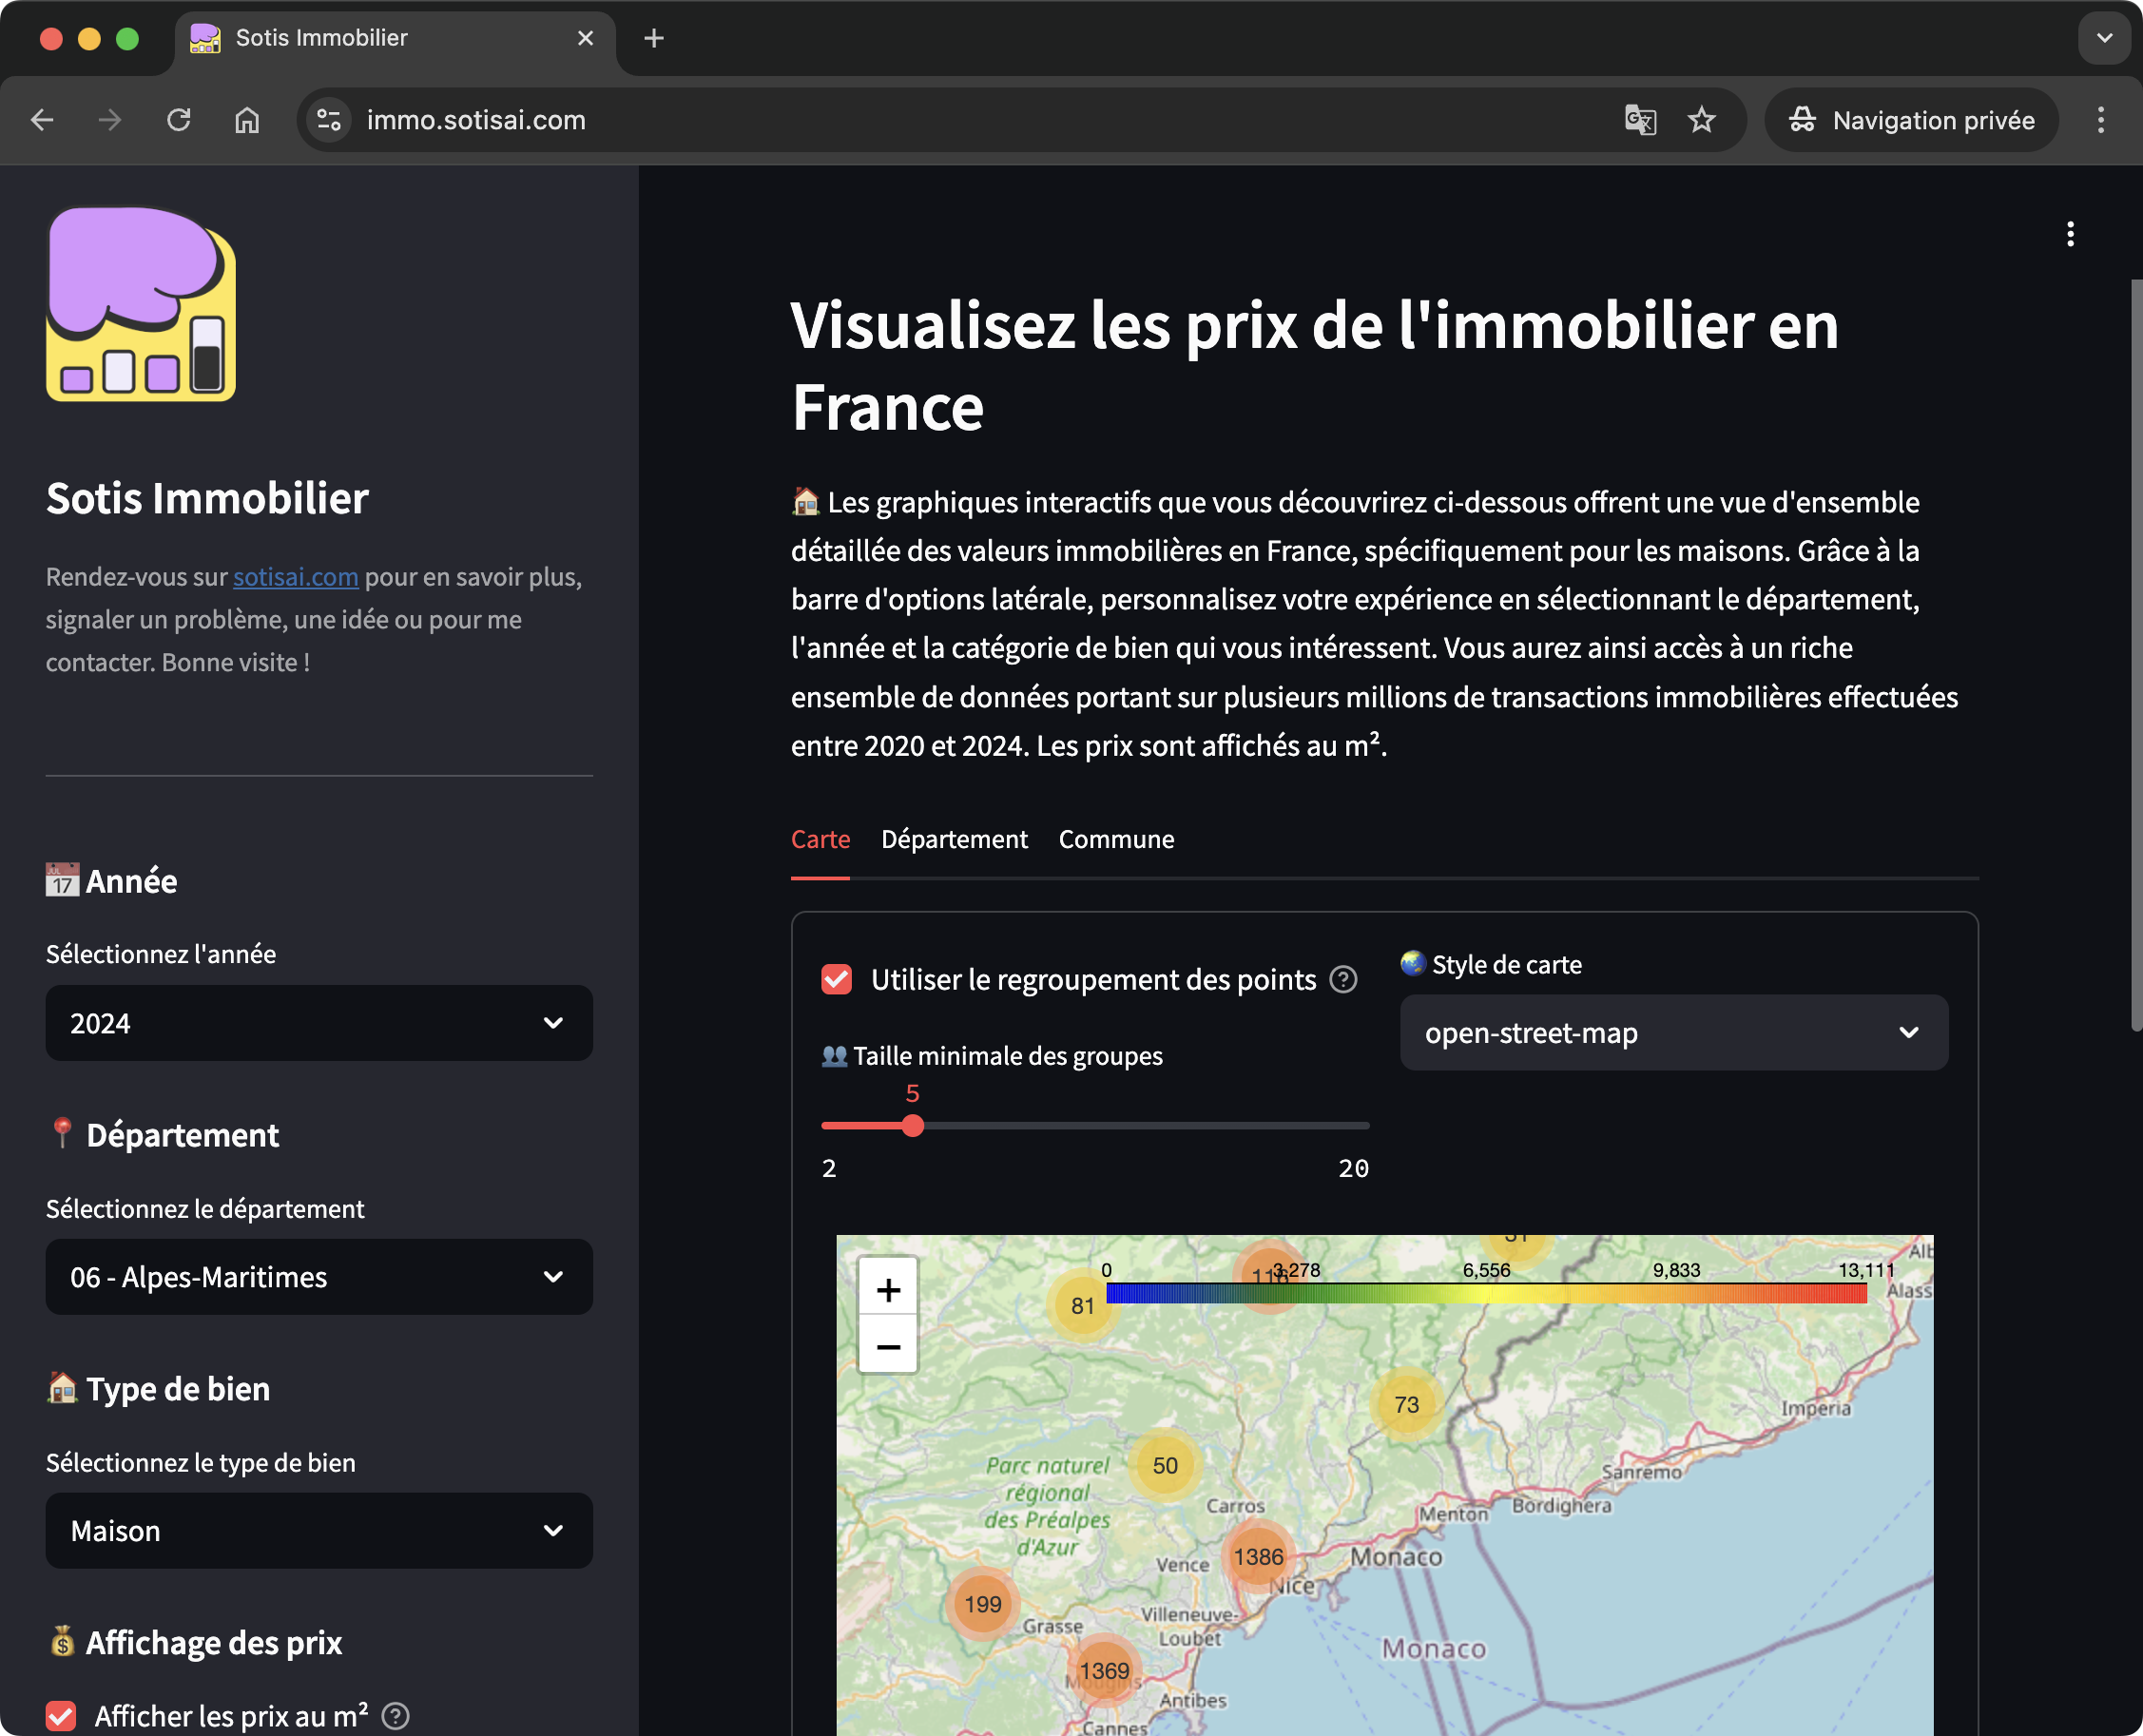 Sotis Immobilier
immo.sotisai.com
Navigation privée
Sotis Immobilier
Rendez-vous sur sotisai.com pour en savoir plus,
signaler un problème, une idée ou pour me
contacter. Bonne visite !
JUL
17
Année
Sélectionnez l'année
2024
Département
Sélectionnez le département
06 - Alpes-Maritimes
Type de bien
Sélectionnez le type de bien
Maison
Affichage des prix
Afficher les prix au m²
Visualisez les prix de l'immobilier en
France
Les graphiques interactifs que vous découvrirez ci-dessous offrent une vue d'ensemble
détaillée des valeurs immobilières en France, spécifiquement pour les maisons. Grâce à la
barre d'options latérale, personnalisez votre expérience en sélectionnant le département,
l'année et la catégorie de bien qui vous intéressent. Vous aurez ainsi accès à un riche
ensemble de données portant sur plusieurs millions de transactions immobilières effectuées
entre 2020 et 2024. Les prix sont affichés au m².
Carte Département Commune
Utiliser le regroupement des points
Style de carte
open-street-map
Taille minimale des groupes
5
2 20
+
−
0 3,278 6,556 9,833 13,111
81
116
31
73
50
Imperia
Sanremo
Bordighera
Menton
Parc naturel
régional
des Préalpes
d'Azur
Carros
1386
Monaco
Vence
Nice
199
Grasse
Villeneuve-
Loubet
Monaco
1369
Mougins
Antibes
Cannes